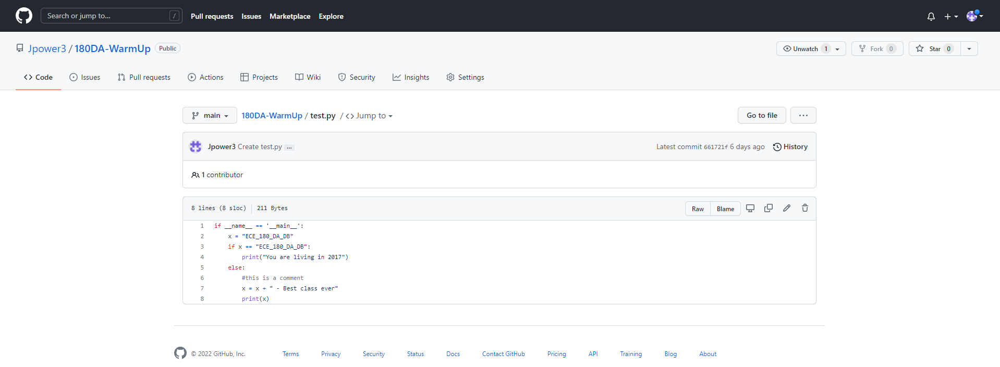 Search or jump to... /
Pull requests Issues Marketplace Explore
Jpower3 / 180DA-WarmUp Public
Unwatch 1 Fork 0 Star 0
Code Issues Pull requests Actions Projects Wiki Security Insights Settings
main 180DA-WarmUp / test.py / Jump to
Go to file ...
Jpower3 Create test.py ...
Latest commit 661721f 6 days ago History
1 contributor
8 lines (8 sloc) 211 Bytes
Raw Blame
1 if __name__ == '__main__':
2 x = "ECE_180_DA_DB"
3 if x == "ECE_180_DA_DB":
4 print("You are living in 2017")
5 else:
6 #this is a comment
7 x = x + " - Best class ever"
8 print(x)
© 2022 GitHub, Inc. Terms Privacy Security Status Docs Contact GitHub Pricing API Training Blog About